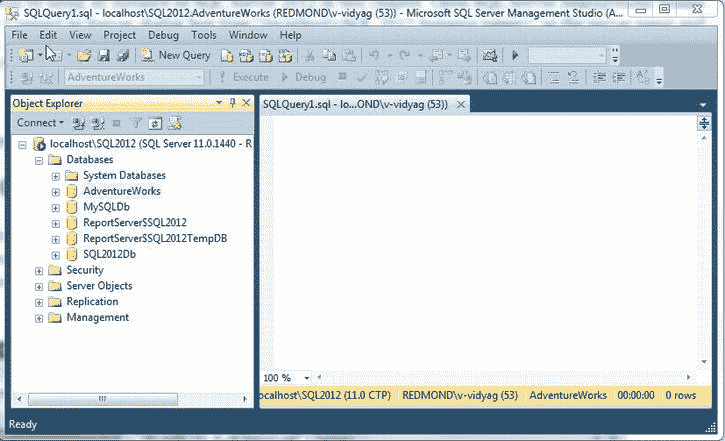 SQLQuery1.sql - localhost\SQL2012.AdventureWorks (REDMOND\v-vidyag (53)) - Microsoft SQL Server Management Studio (A...
File Edit View Project Debug Tools Window Help
New Query
AdventureWorks Execute Debug
Object Explorer
SQLQuery1.sql - lo...OND\v-vidyag (53))
Connect
localhost\SQL2012 (SQL Server 11.0.1440 - R
Databases
System Databases
AdventureWorks
MySQLDb
ReportServer$SQL2012
ReportServer$SQL2012TempDB
SQL2012Db
Security
Server Objects
Replication
Management
100 %
ocalhost\SQL2012 (11.0 CTP) REDMOND\v-vidyag (53) AdventureWorks 00:00:00 0 rows
Ready